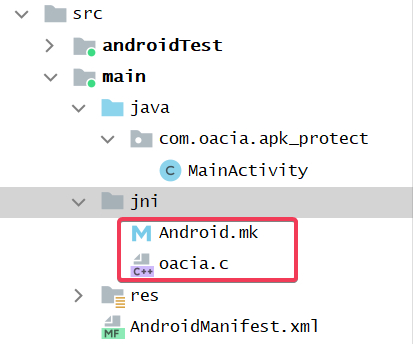 src
androidTest
main
java
com.oacia.apk_protect
C MainActivity
jni
M Android.mk
C++ oacia.c
res
MF AndroidManifest.xml